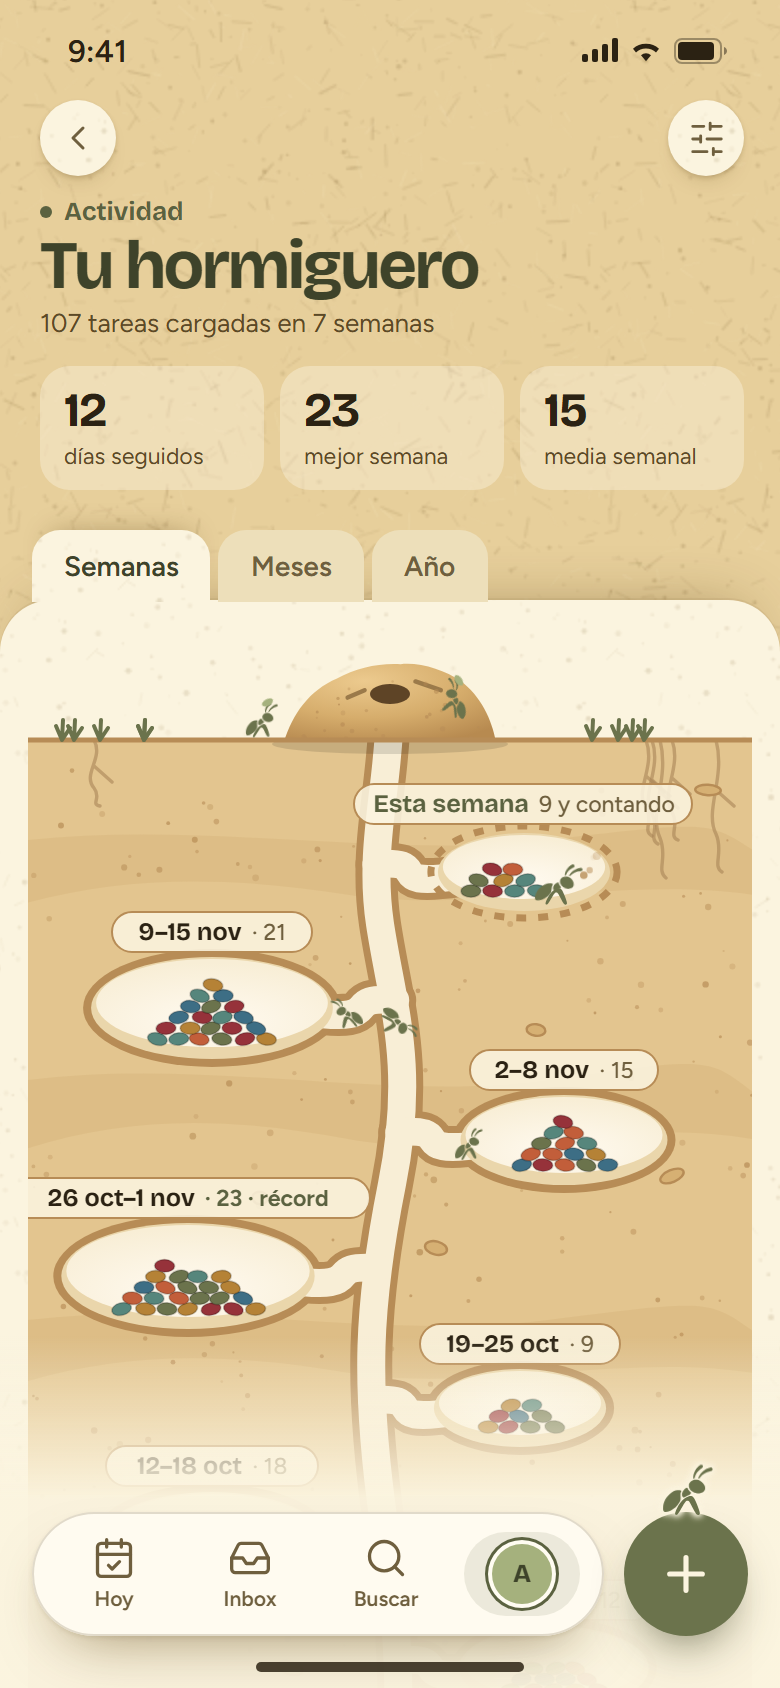 9:41
Actividad
Tu hormiguero
107 tareas cargadas en 7 semanas
12
días seguidos
23
mejor semana
15
media semanal
Semanas
Meses
Año
Esta semana 9 y contando
9–15 nov · 21
2–8 nov · 15
26 oct–1 nov · 23 · récord
19–25 oct · 9
12–18 oct · 18
Hoy
Inbox
Buscar
A